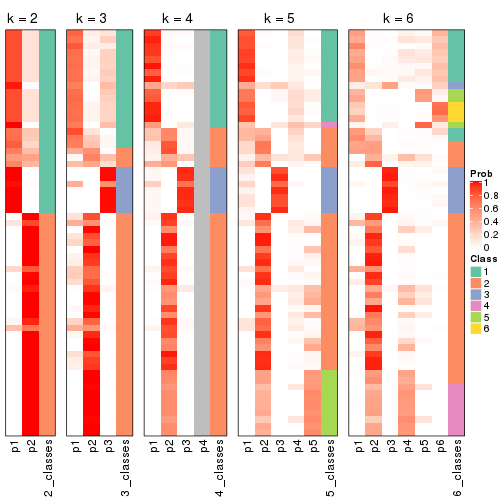 k = 2
k = 3
k = 4
k = 5
k = 6
Prob
1
0.8
0.6
0.4
0.2
0
Class
1
2
3
4
5
6
p1
p2
2_classes
p1
p2
p3
3_classes
p1
p2
p3
p4
4_classes
p1
p2
p3
p4
p5
5_classes
p1
p2
p3
p4
p5
p6
6_classes